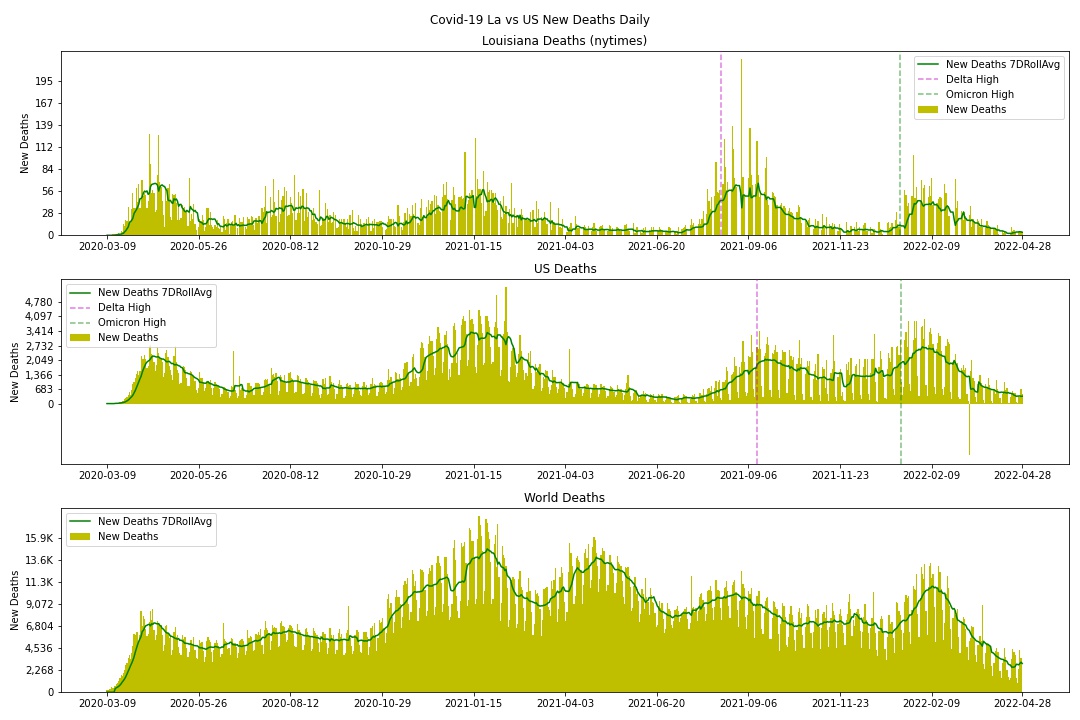 Covid-19 La vs US New Deaths Daily
Louisiana Deaths (nytimes)
New Deaths
195
167
139
112
84
56
28
0
New Deaths 7DRollAvg
Delta High
Omicron High
New Deaths
2020-03-09 2020-05-26 2020-08-12 2020-10-29 2021-01-15 2021-04-03 2021-06-20 2021-09-06 2021-11-23 2022-02-09 2022-04-28
US Deaths
New Deaths
4,780
4,097
3,414
2,732
2,049
1,366
683
0
New Deaths 7DRollAvg
Delta High
Omicron High
New Deaths
2020-03-09 2020-05-26 2020-08-12 2020-10-29 2021-01-15 2021-04-03 2021-06-20 2021-09-06 2021-11-23 2022-02-09 2022-04-28
World Deaths
New Deaths
15.9K
13.6K
11.3K
9,072
6,804
4,536
2,268
0
New Deaths 7DRollAvg
New Deaths
2020-03-09 2020-05-26 2020-08-12 2020-10-29 2021-01-15 2021-04-03 2021-06-20 2021-09-06 2021-11-23 2022-02-09 2022-04-28